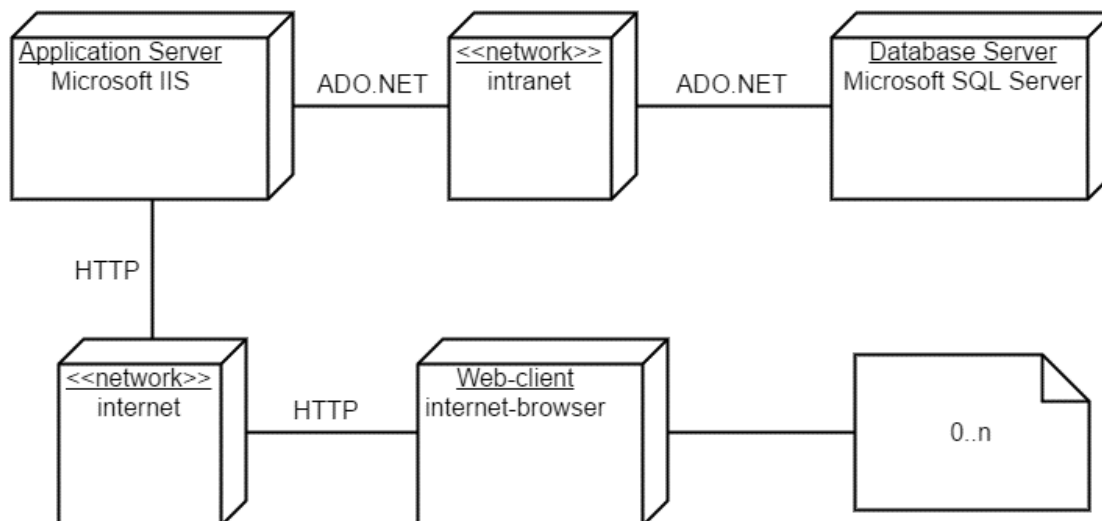 Application Server
Microsoft IIS
ADO.NET
<<network>>
intranet
ADO.NET
Database Server
Microsoft SQL Server
HTTP
<<network>>
internet
HTTP
Web-client
internet-browser
0..n